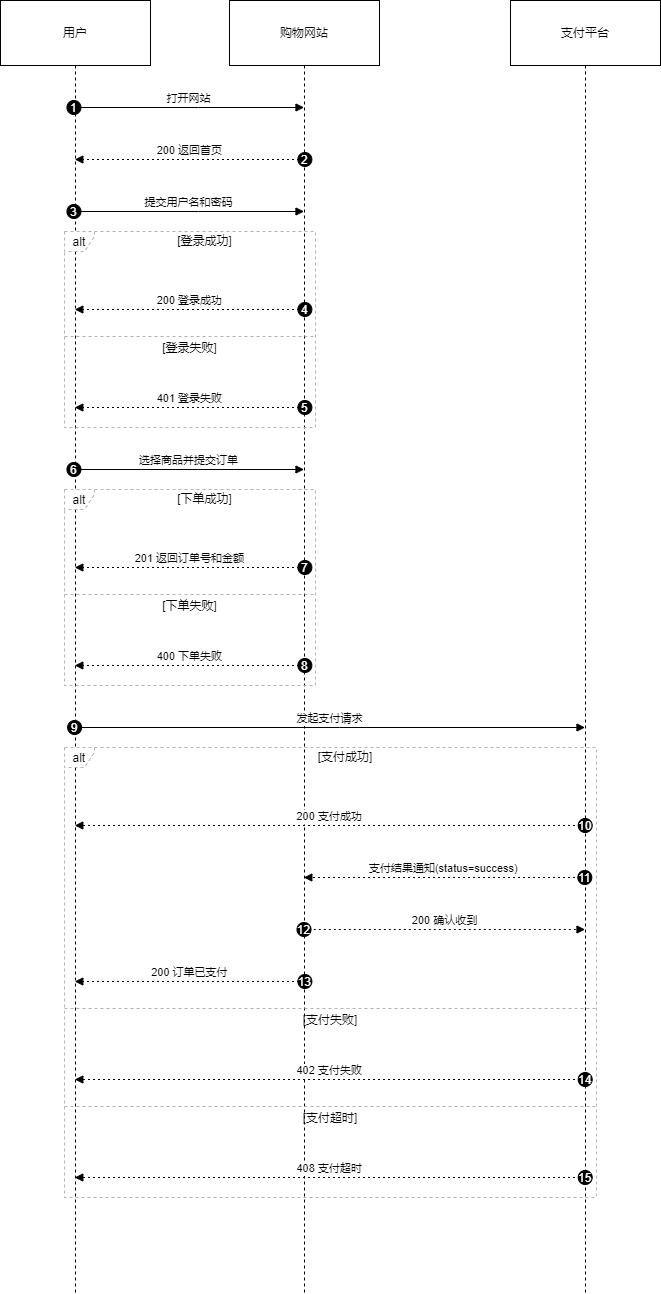 用户
购物网站
支付平台
1
打开网站
200 返回首页
2
3
提交用户名和密码
alt
[登录成功]
200 登录成功
4
[登录失败]
401 登录失败
5
6
选择商品并提交订单
alt
[下单成功]
201 返回订单号和金额
7
[下单失败]
400 下单失败
8
9
发起支付请求
alt
[支付成功]
200 支付成功
10
支付结果通知(status=success)
11
12
200 确认收到
200 订单已支付
13
[支付失败]
402 支付失败
14
[支付超时]
408 支付超时
15